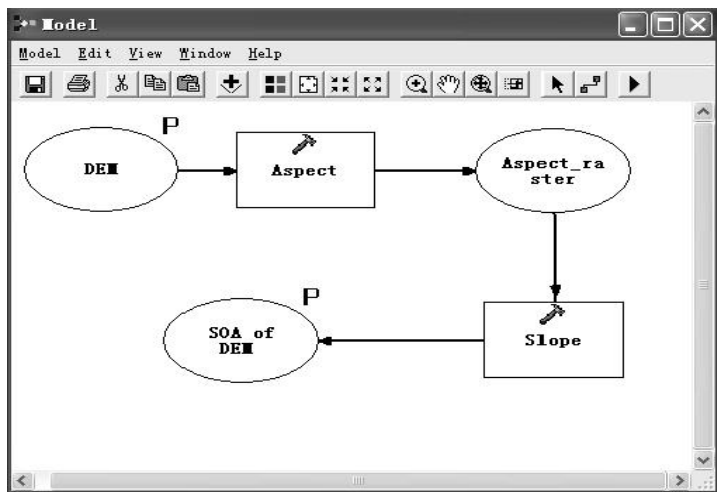 Model
Model Edit View Window Help
P
DEM
Aspect
Aspect_ra
ster
P
SOA of
DEM
Slope